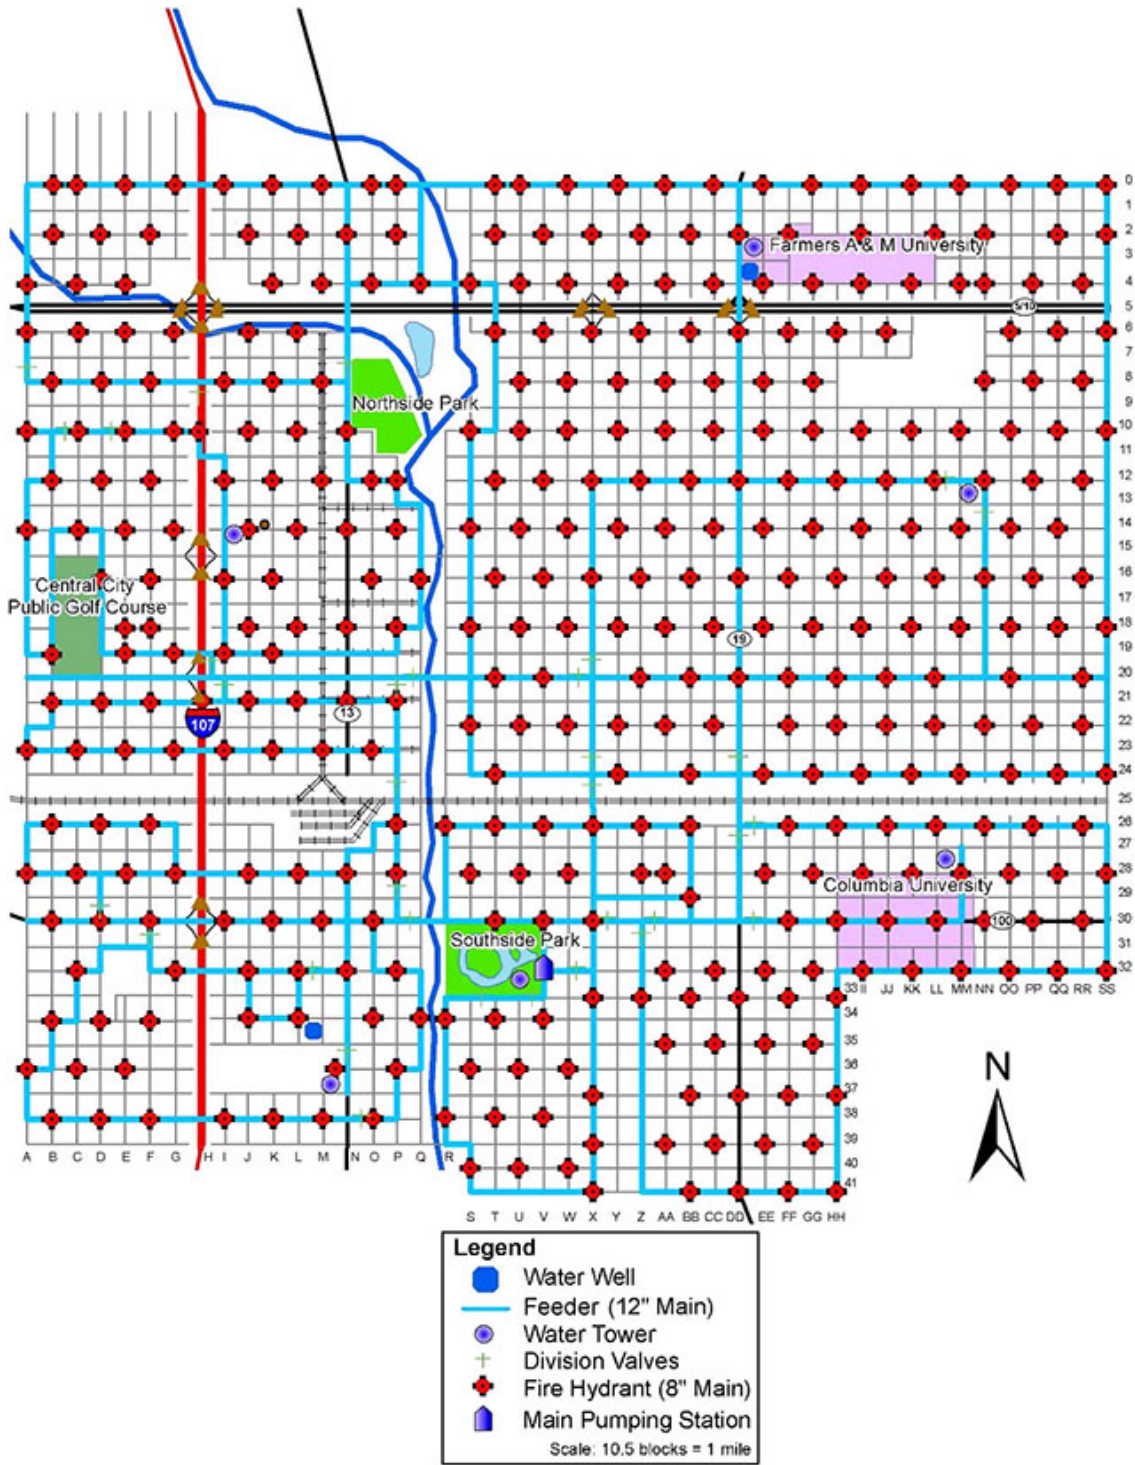 0
1
2
Farmers A & M University
3
4
5/10
5
6
7
8
Northside Park
9
10
11
12
13
14
15
Central City
Public Golf Course
16
17
18
19
19
20
21
107
13
22
23
24
25
26
27
Columbia University
28
29
100
30
Southside Park
31
32
II JJ KK LL MM NN OO PP QQ RR SS
33
34
35
36
37
38
39
A B C D E F G H I J K L M N O P Q R
40
41
S T U V W X Y Z AA BB CC DD EE FF GG HH
N
Legend
Water Well
Feeder (12" Main)
Water Tower
Division Valves
Fire Hydrant (8" Main)
Main Pumping Station
Scale: 10.5 blocks = 1 mile